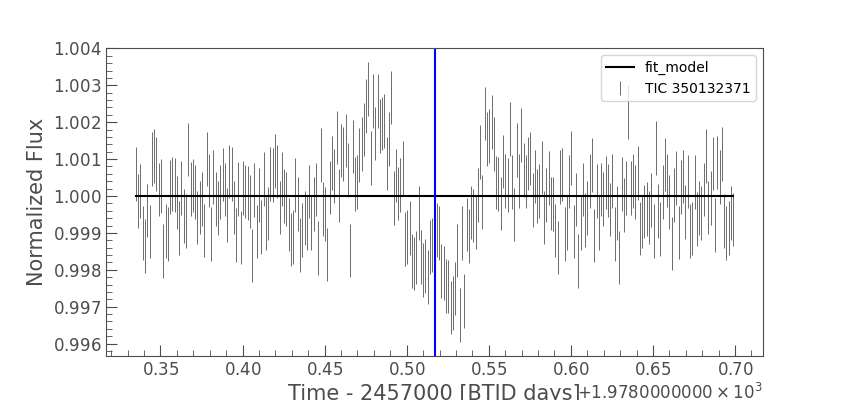 1.004
1.003
1.002
1.001
1.000
0.999
0.998
0.997
0.996
Normalized Flux
fit_model
TIC 350132371
0.35 0.40 0.45 0.50 0.55 0.60 0.65 0.70
Time - 2457000 [BTJD days]
+1.9780000000 × 10³